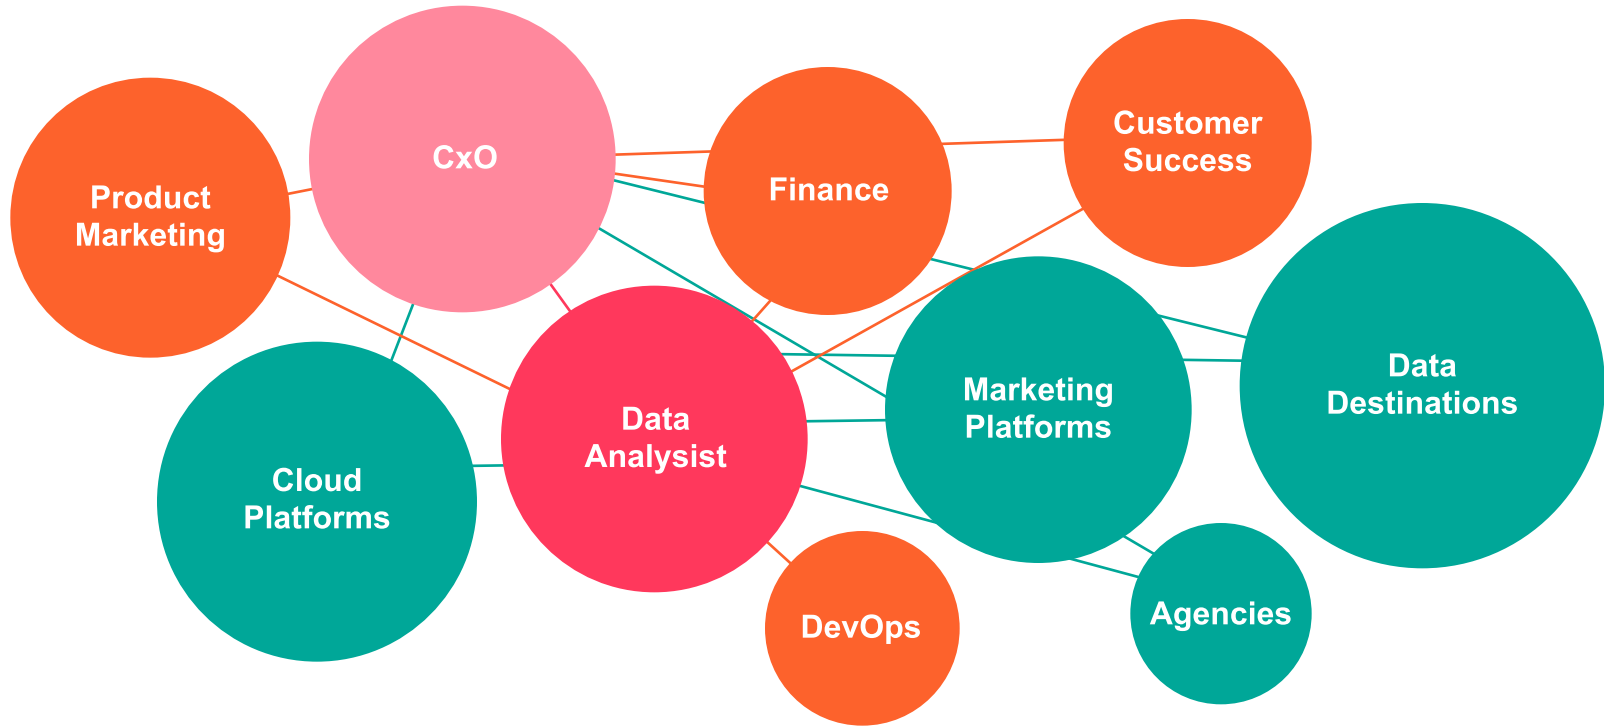 CxO
Product
Marketing
Finance
Customer
Success
Data
Analysist
Marketing
Platforms
Data
Destinations
Cloud
Platforms
DevOps
Agencies